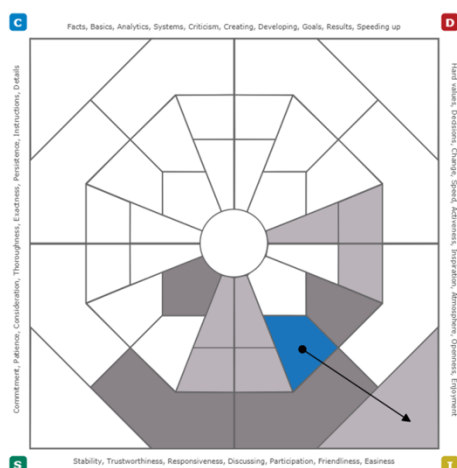 C
Facts, Basics, Analytics, Systems, Criticism, Creating, Developing, Goals, Results, Speeding up
D
Commitment, Patience, Consideration, Thoroughness, Exactness, Persistence, Instructions, Details
Hard values, Decisions, Change, Speed, Activeness, Inspiration, Atmosphere, Openness, Enjoyment
S
Stability, Trustworthiness, Responsiveness, Discussing, Participation, Friendliness, Easiness
I